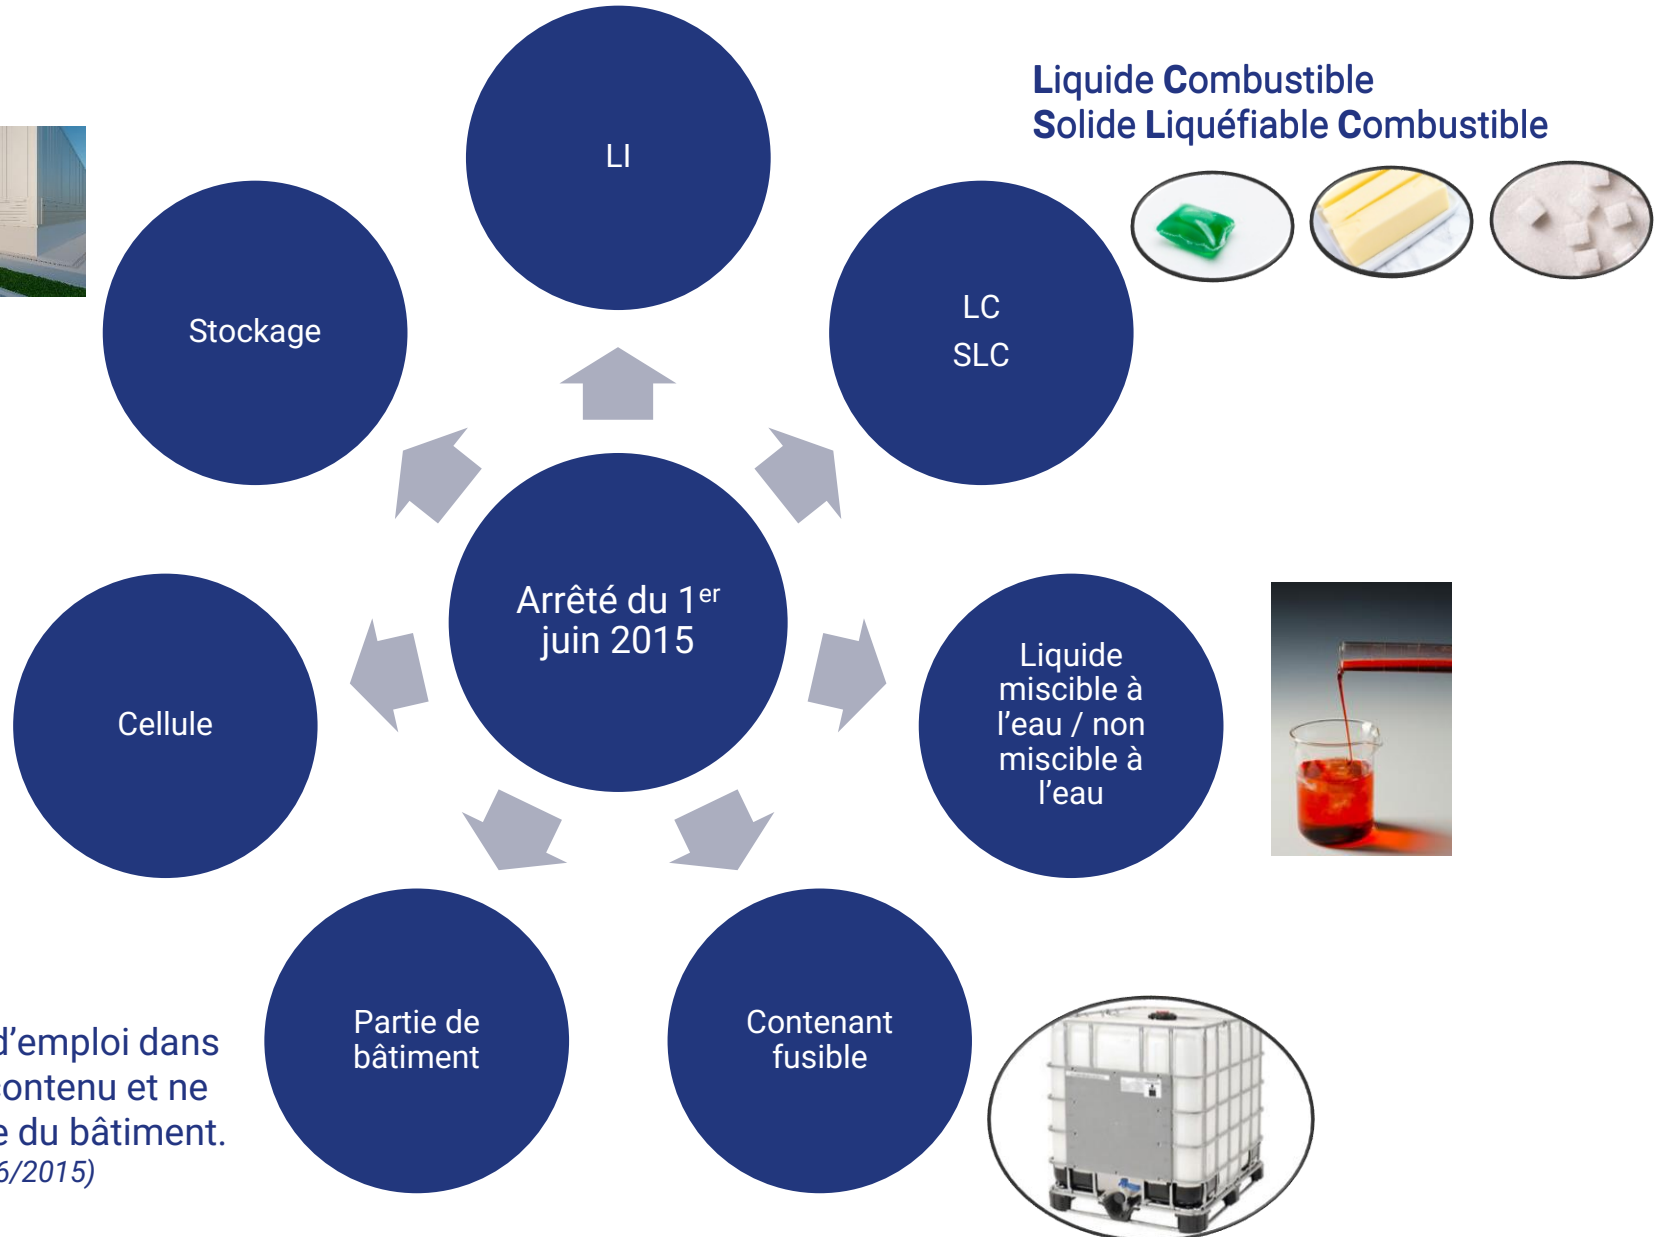 LI
Liquide Combustible
Solide Liquéfiable Combustible
Stockage
LC
SLC
Arrêté du 1er
juin 2015
Cellule
Liquide
miscible à
l’eau / non
miscible à
l’eau
Partie de
bâtiment
Contenant
fusible
d’emploi dans
contenu et ne
du bâtiment.
6/2015)